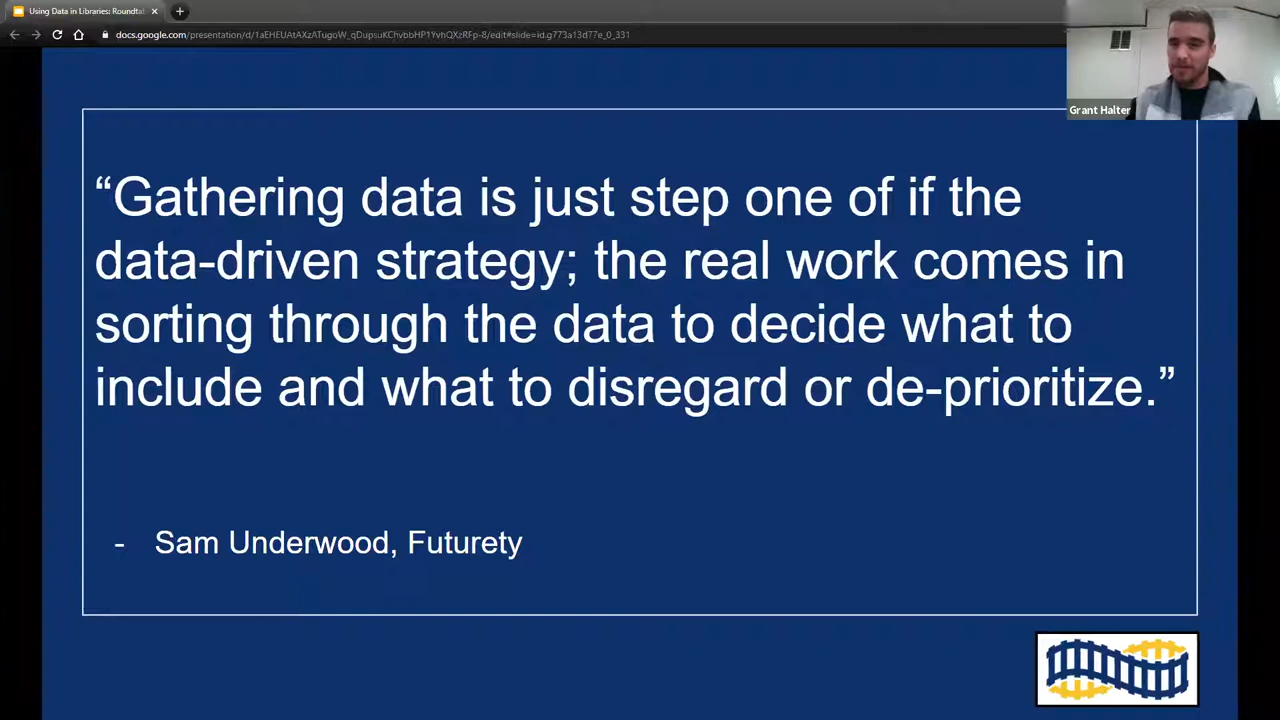 Using Data in Libraries: Roundta
docs.google.com/presentation/d/1aEHEUAtAXzATugoW_qDupsuKChvbbHP1YvhQXzRFp-8/edit#slide=id.g773a13d77e_0_331
Grant Halter
“Gathering data is just step one of if the
data-driven strategy; the real work comes in
sorting through the data to decide what to
include and what to disregard or de-prioritize.”
- Sam Underwood, Futurety